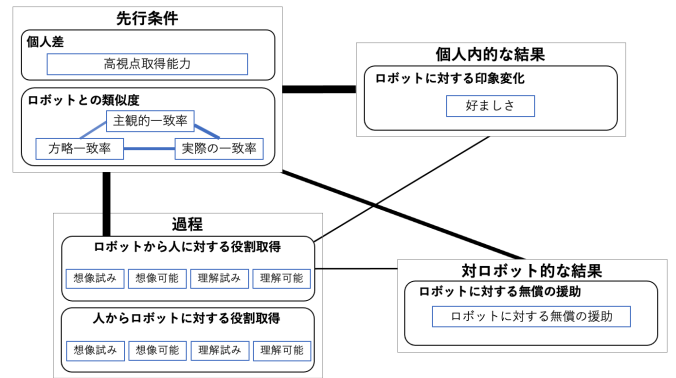 先行条件
個人差
高視点取得能力
ロボットとの類似度
主観的一致率
方略一致率
実際の一致率
個人内的な結果
ロボットに対する印象変化
好ましさ
過程
ロボットから人に対する役割取得
想像試み
想像可能
理解試み
理解可能
人からロボットに対する役割取得
想像試み
想像可能
理解試み
理解可能
対ロボット的な結果
ロボットに対する無償の援助
ロボットに対する無償の援助